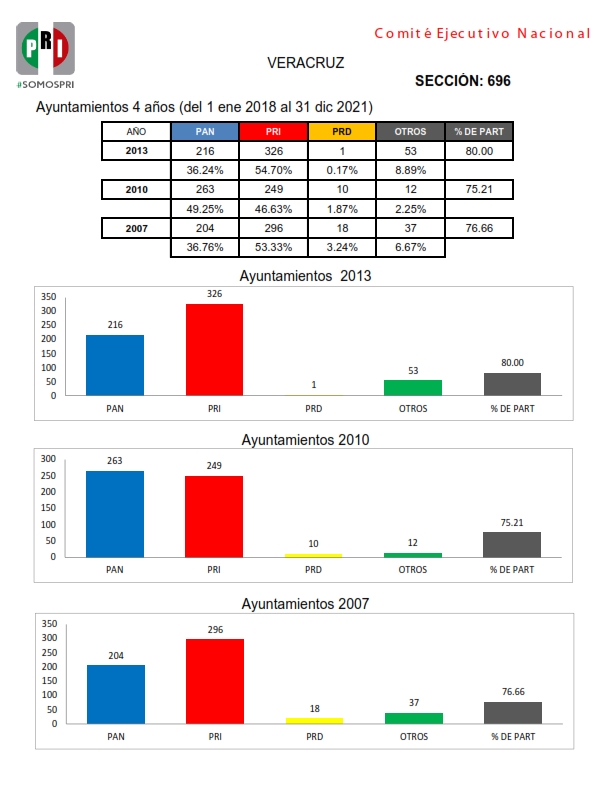 PRI
#SOMOSPRI
Comité Ejecutivo Nacional
VERACRUZ
SECCIÓN: 696
Ayuntamientos 4 años (del 1 ene 2018 al 31 dic 2021)
AÑO PAN PRI PRD OTROS % DE PART
2013 216 326 1 53 80.00
36.24% 54.70% 0.17% 8.89%
2010 263 249 10 12 75.21
49.25% 46.63% 1.87% 2.25%
2007 204 296 18 37 76.66
36.76% 53.33% 3.24% 6.67%
Ayuntamientos 2013
350
300
250
200
150
100
50
0
216 326 1 53 80.00
PAN PRI PRD OTROS % DE PART
Ayuntamientos 2010
300
250
200
150
100
50
0
263 249 10 12 75.21
PAN PRI PRD OTROS % DE PART
Ayuntamientos 2007
350
300
250
200
150
100
50
0
204 296 18 37 76.66
PAN PRI PRD OTROS % DE PART